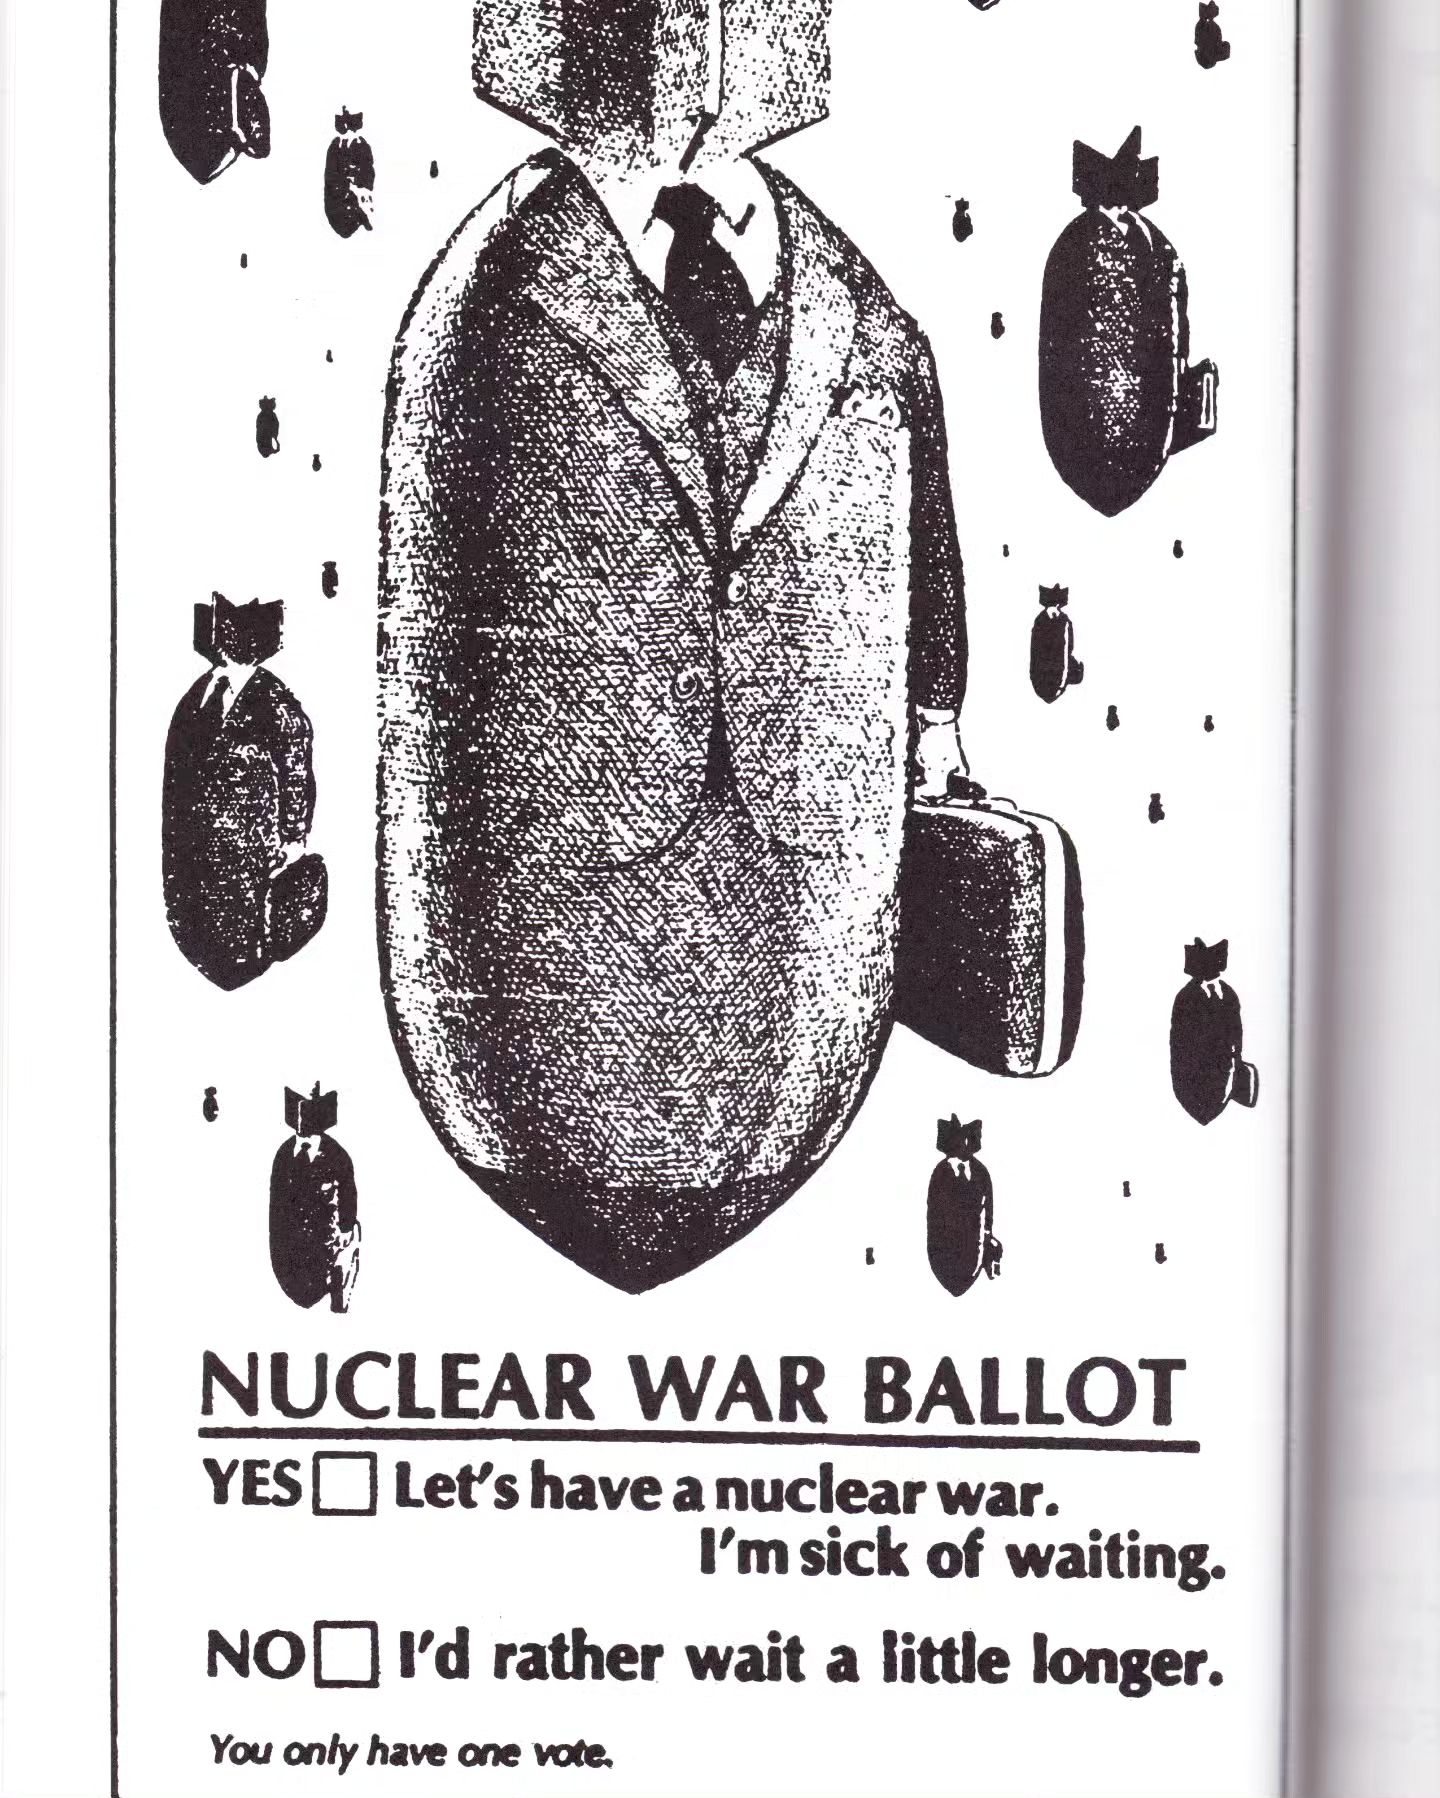 NUCLEAR WAR BALLOT
YES Let's have a nuclear war.
I'm sick of waiting.
NO I'd rather wait a little longer.
You only have one vote.